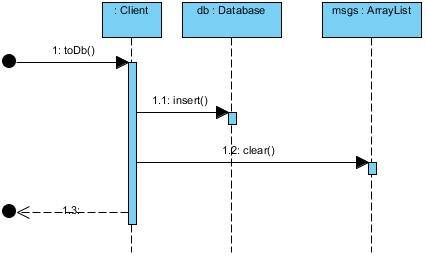 : Client
db : Database
msgs : ArrayList
1: toDb()
1.1: insert()
1.2: clear()
1.3: